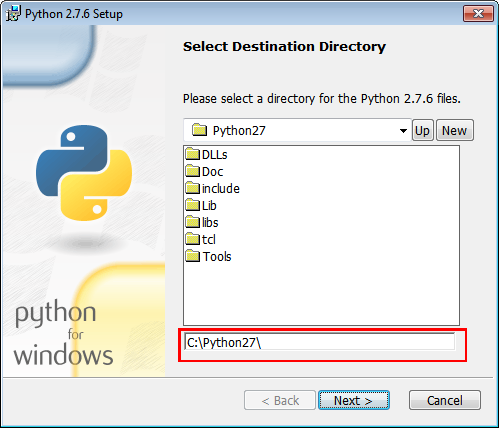 Python 2.7.6 Setup
Select Destination Directory
Please select a directory for the Python 2.7.6 files.
Python27
Up
New
DLLs
Doc
include
Lib
libs
tcl
Tools
C:\Python27\
python
for
windows
< Back
Next >
Cancel